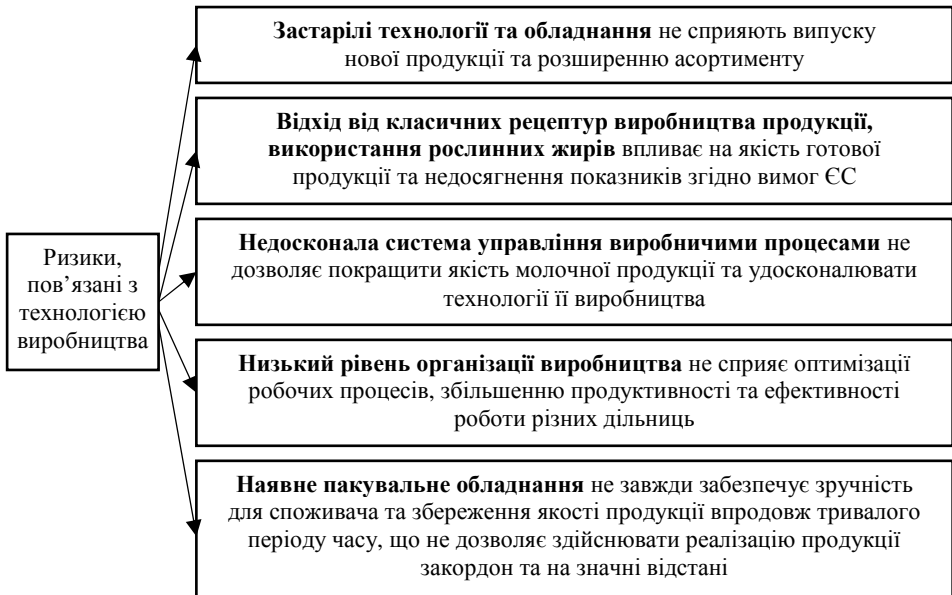 Ризики,
пов’язані з
технологією
виробництва
Застарілі технології та обладнання не сприяють випуску
нової продукції та розширенню асортименту
Відхід від класичних рецептур виробництва продукції,
використання рослинних жирів впливає на якість готової
продукції та недосягнення показників згідно вимог ЄС
Недосконала система управління виробничими процесами не
дозволяє покращити якість молочної продукції та удосконалювати
технології її виробництва
Низький рівень організації виробництва не сприяє оптимізації
робочих процесів, збільшенню продуктивності та ефективності
роботи різних дільниць
Наявне пакувальне обладнання не завжди забезпечує зручність
для споживача та збереження якості продукції впродовж тривалого
періоду часу, що не дозволяє здійснювати реалізацію продукції
закордон та на значні відстані